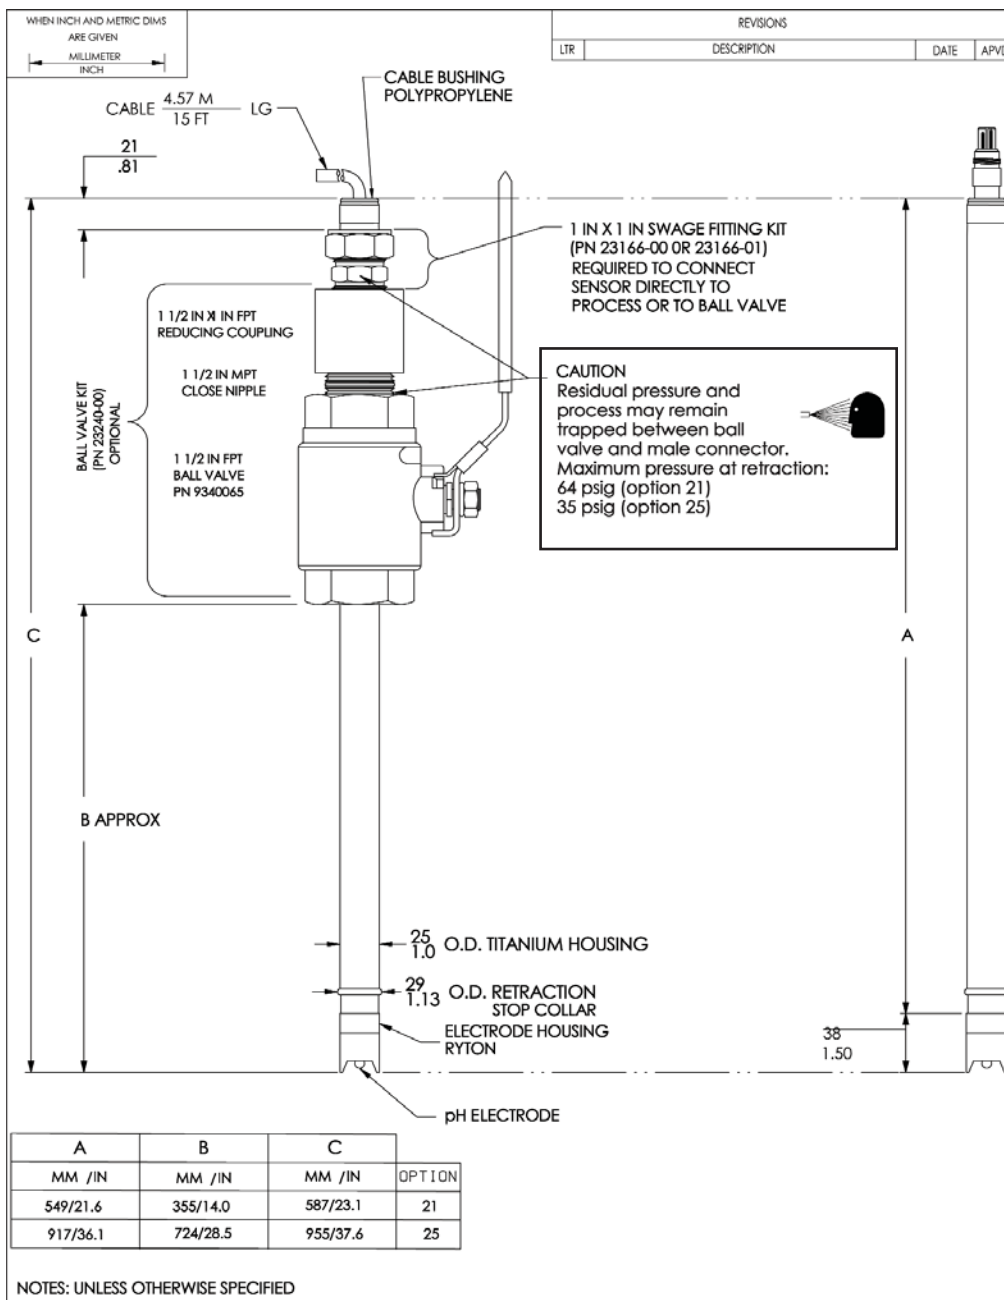 WHEN INCH AND METRIC DIMS
ARE GIVEN
MILLIMETER
INCH
REVISIONS
LTR DESCRIPTION DATE
CABLE 4.57 M LG
15 FT
CABLE BUSHING
POLYPROPYLENE
21
.81
1 IN X 1 IN SWAGE FITTING KIT
(PN 23166-00 0R 23166-01)
REQUIRED TO CONNECT
SENSOR DIRECTLY TO
PROCESS OR TO BALL VALVE
1 1/2 IN X 1 IN FPT
REDUCING COUPLING
1 1/2 IN MPT
CLOSE NIPPLE
BALL VALVE KIT
(PN 23240-00)
OPTIONAL
1 1/2 IN FPT
BALL VALVE
PN 9340065
CAUTION
Residual pressure and
process may remain
trapped between ball
valve and male connector.
Maximum pressure at retraction:
64 psig (option 21)
35 psig (option 25)
C
A
B APPROX
25
1.0 O.D. TITANIUM HOUSING
29
1.13 O.D. RETRACTION
STOP COLLAR
ELECTRODE HOUSING
RYTON
38
1.50
pH ELECTRODE
A B C
MM /IN MM /IN MM /IN OPTION
549/21.6 355/14.0 587/23.1 21
917/36.1 724/28.5 955/37.6 25
NOTES: UNLESS OTHERWISE SPECIFIED